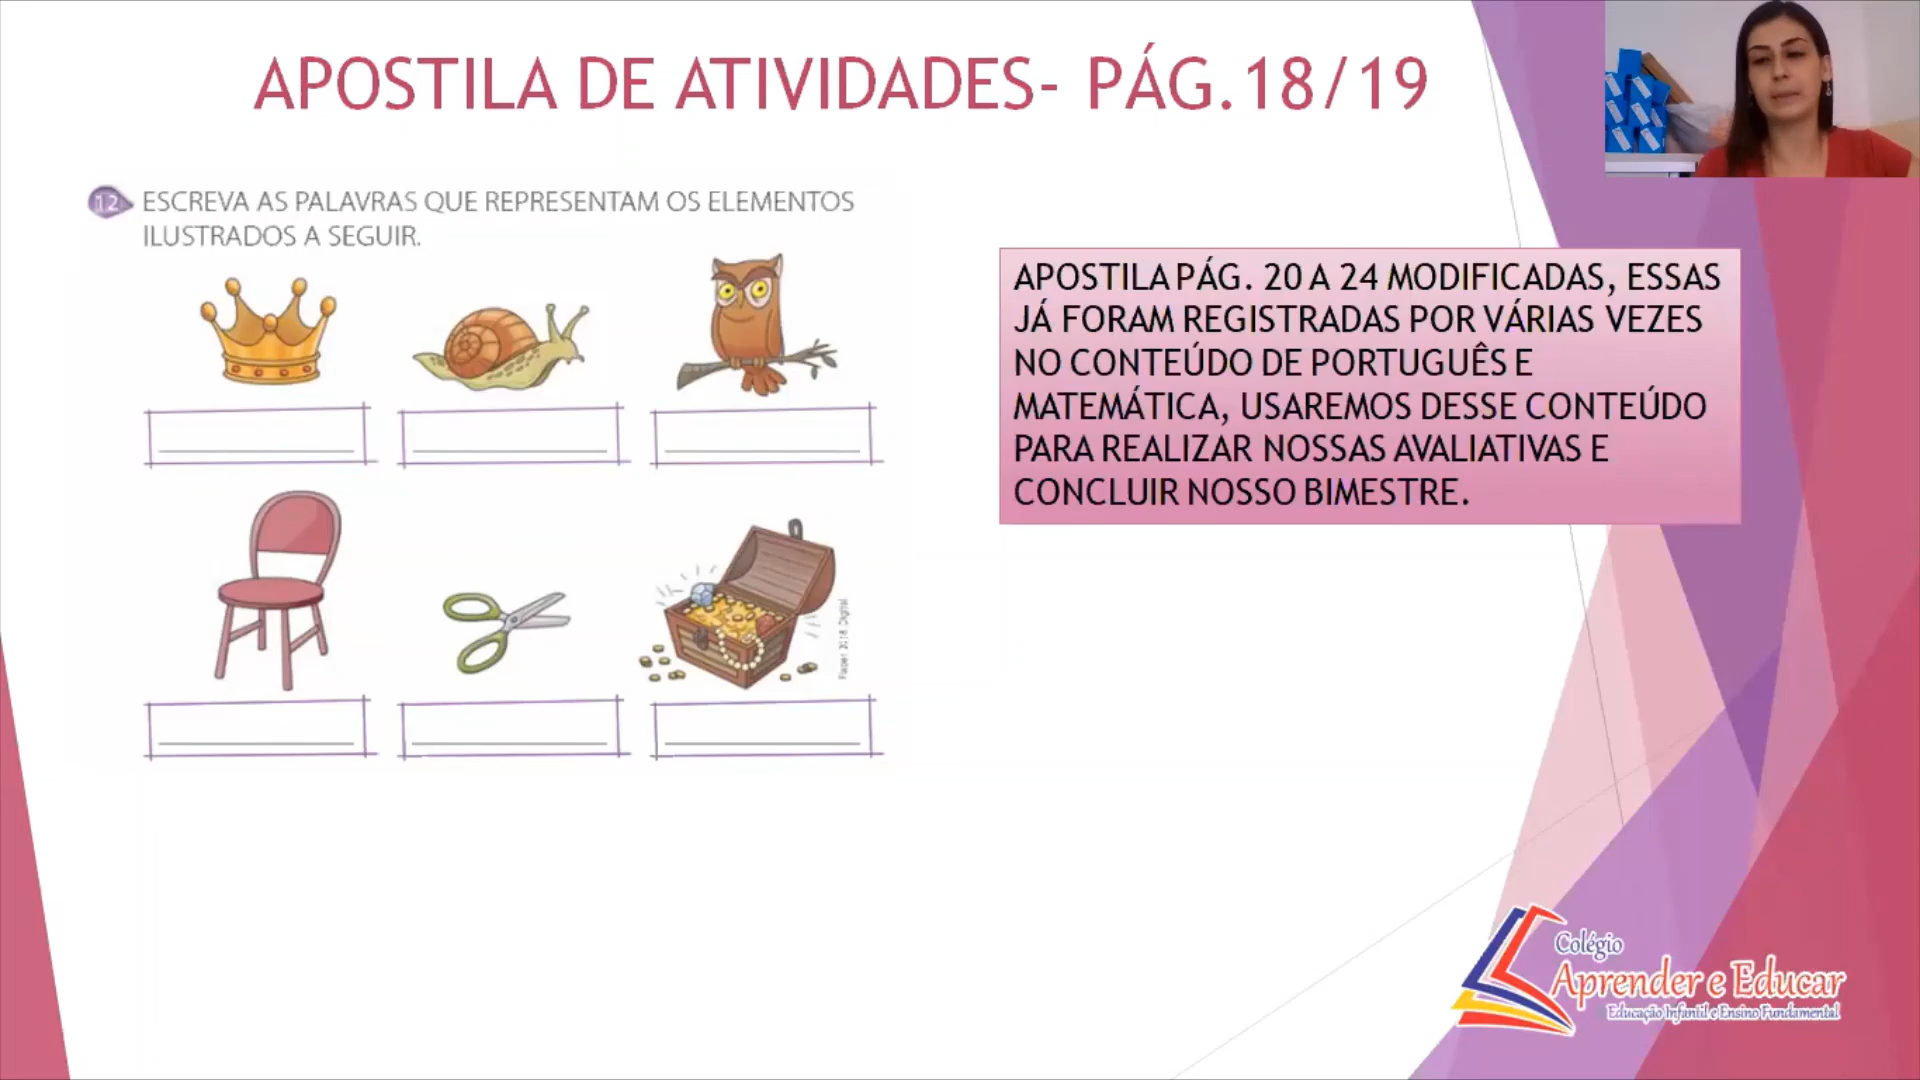 APOSTILA DE ATIVIDADES- PÁG.18/19
12 ESCREVA AS PALAVRAS QUE REPRESENTAM OS ELEMENTOS
ILUSTRADOS A SEGUIR.
APOSTILA PÁG. 20 A 24 MODIFICADAS, ESSAS
JÁ FORAM REGISTRADAS POR VÁRIAS VEZES
NO CONTEÚDO DE PORTUGUÊS E
MATEMÁTICA, USAREMOS DESSE CONTEÚDO
PARA REALIZAR NOSSAS AVALIATIVAS E
CONCLUIR NOSSO BIMESTRE.
2018. Digital
Colégio
Aprender e Educar
Educação Infantil e Ensino Fundamental